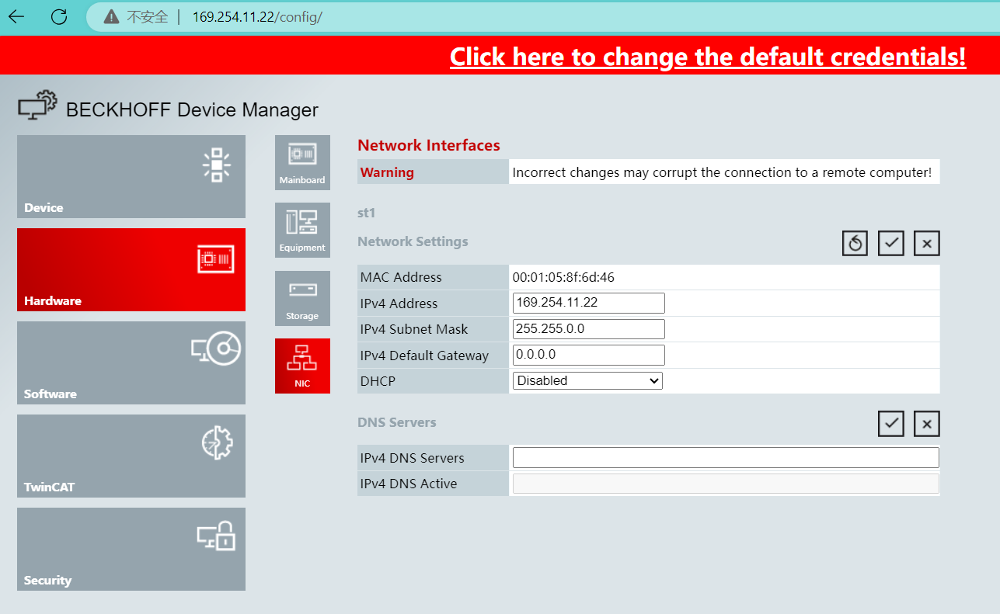 不安全 | 169.254.11.22/config/
Click here to change the default credentials!
BECKHOFF Device Manager
Device
Hardware
Software
TwinCAT
Security
Mainboard
Equipment
Storage
NIC
Network Interfaces
Warning Incorrect changes may corrupt the connection to a remote computer!
st1
Network Settings
MAC Address 00:01:05:8f:6d:46
IPv4 Address 169.254.11.22
IPv4 Subnet Mask 255.255.0.0
IPv4 Default Gateway 0.0.0.0
DHCP Disabled
DNS Servers
IPv4 DNS Servers
IPv4 DNS Active